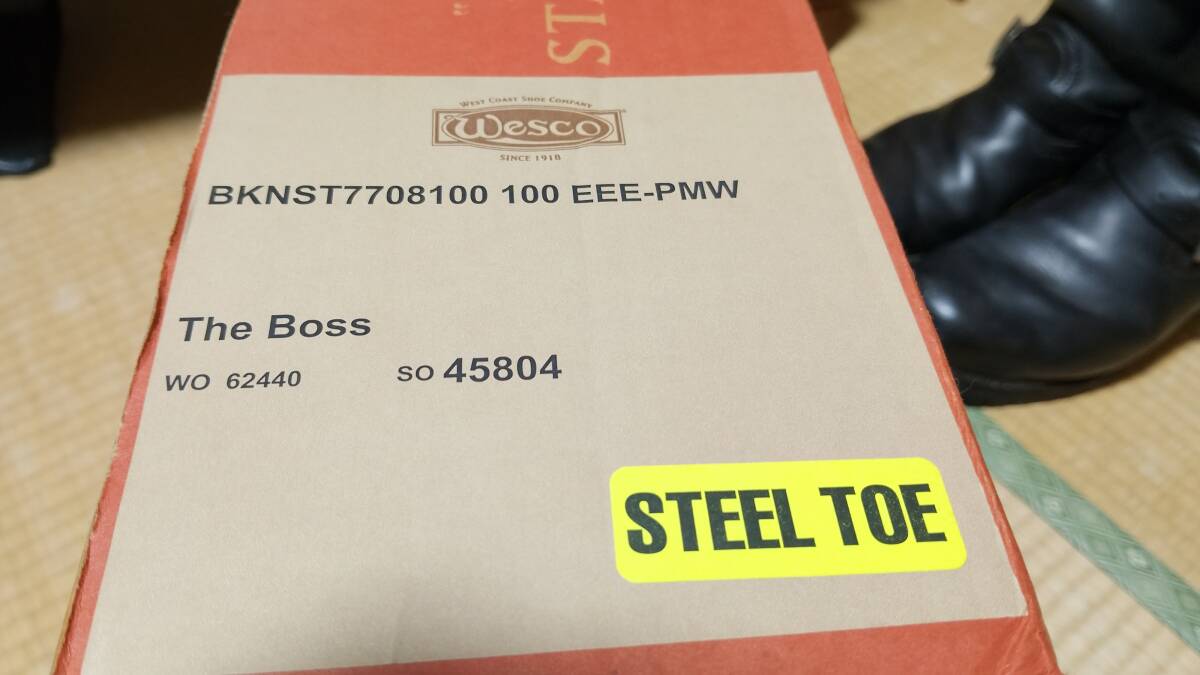 WEST COAST SHOE COMPANY
"Wesco"
SINCE 1918
BKNST7708100 100 EEE-PMW
The Boss
WO 62440
SO 45804
STEEL TOE